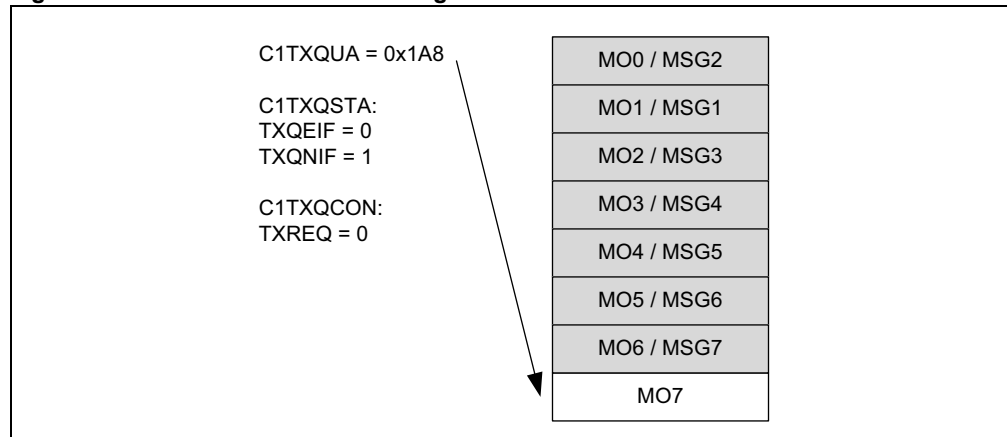 C1TXQUA = 0x1A8
C1TXQSTA:
TXQEIF = 0
TXQNIF = 1
C1TXQCON:
TXREQ = 0
MO0 / MSG2
MO1 / MSG1
MO2 / MSG3
MO3 / MSG4
MO4 / MSG5
MO5 / MSG6
MO6 / MSG7
MO7